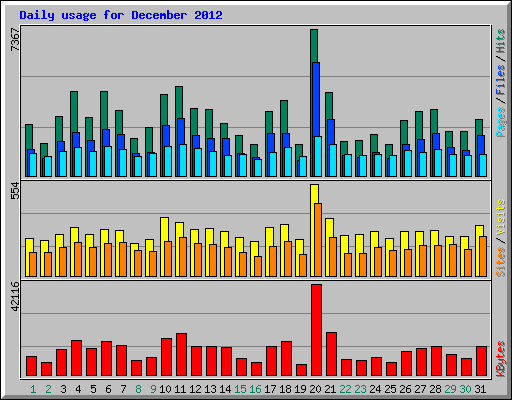 Daily usage for December 2012
7367
Pages / Files / Hits
564
Sites / Visits
42116
KBytes
1 2 3 4 5 6 7 8 9 10 11 12 13 14 15 16 17 18 19 20 21 22 23 24 25 26 27 28 29 30 31